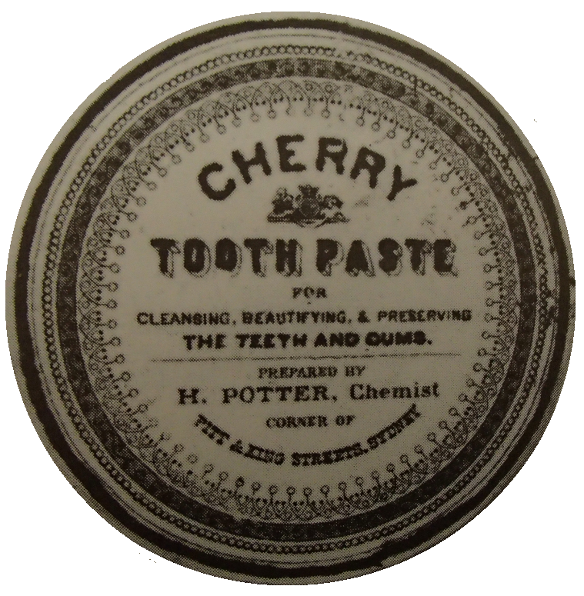 CHERRY
TOOTH PASTE
FOR
CLEANSING, BEAUTIFYING, & PRESERVING
THE TEETH AND GUMS.
PREPARED BY
H. POTTER, Chemist
CORNER OF
PITT & KING STREETS, SYDNEY